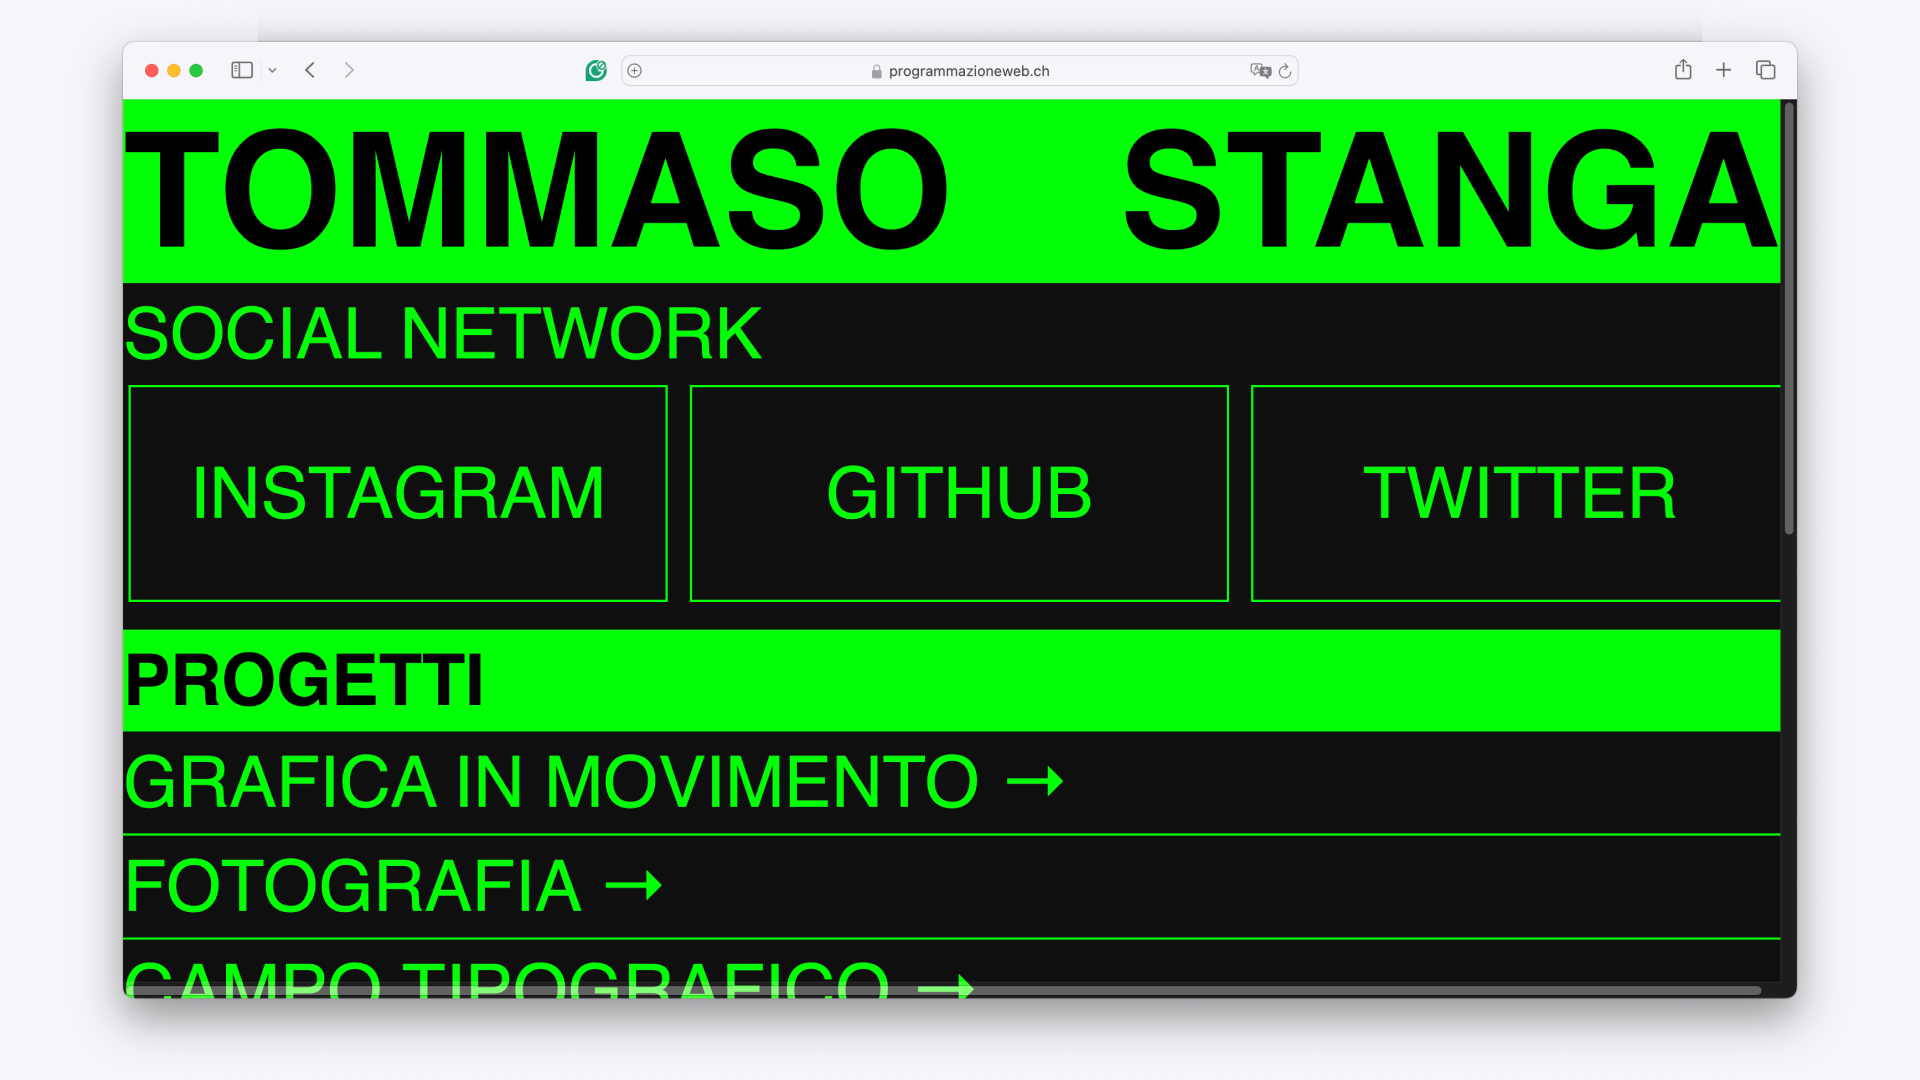 programmazioneweb.ch
TOMMASO STANGA
SOCIAL NETWORK
INSTAGRAM GITHUB TWITTER
PROGETTI
GRAFICA IN MOVIMENTO →
FOTOGRAFIA →
CAMPO TIPOGRAFICO →